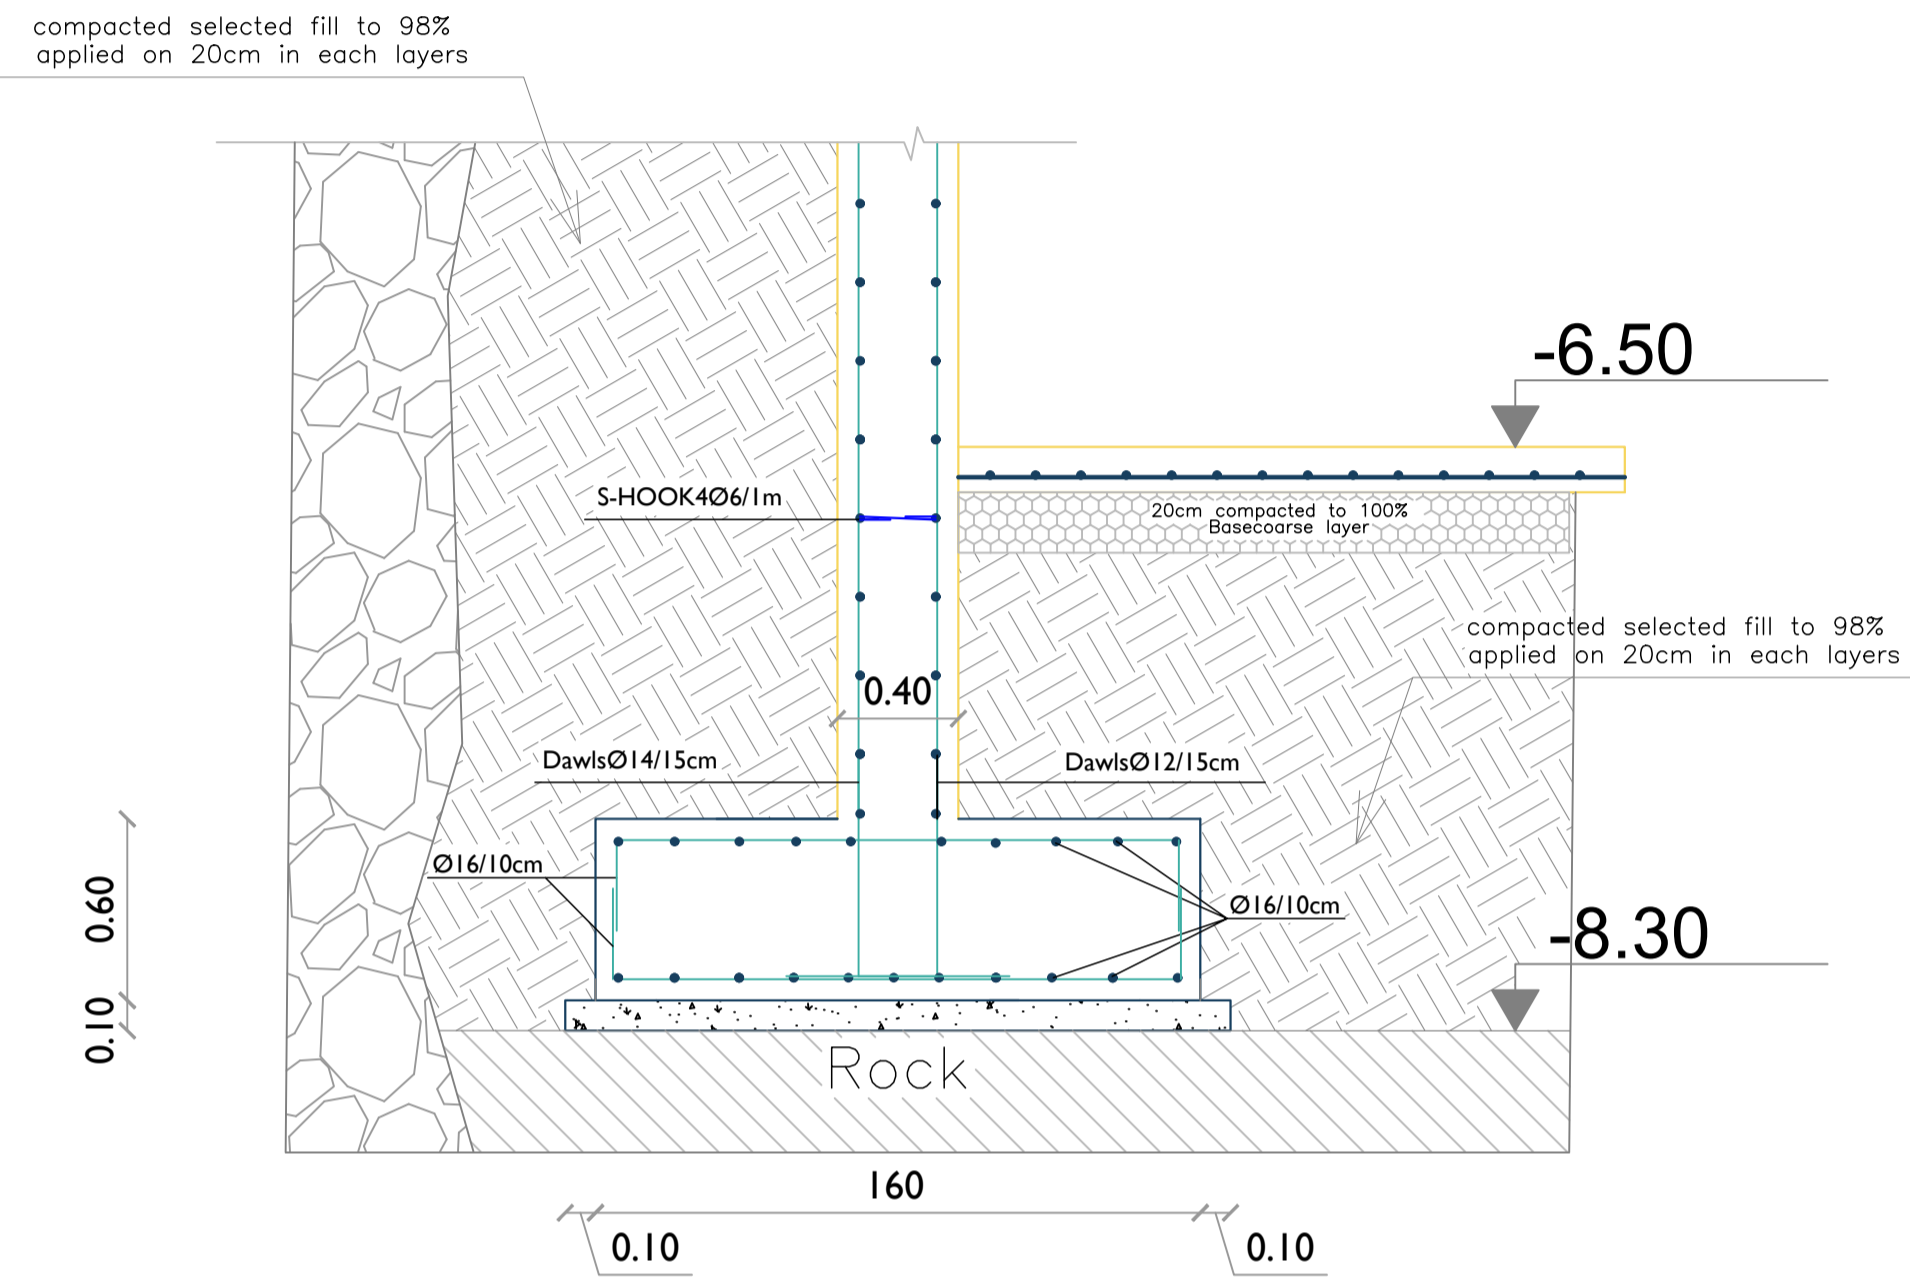 compacted selected fill to 98%
applied on 20cm in each layers
-6.50
S-HOOK4Ø6/1m
20cm compacted to 100%
Basecoarse layer
compacted selected fill to 98%
applied on 20cm in each layers
0.40
DawlsØ14/15cm
DawlsØ12/15cm
Ø16/10cm
Ø16/10cm
0.60
-8.30
0.10
Rock
160
0.10
0.10